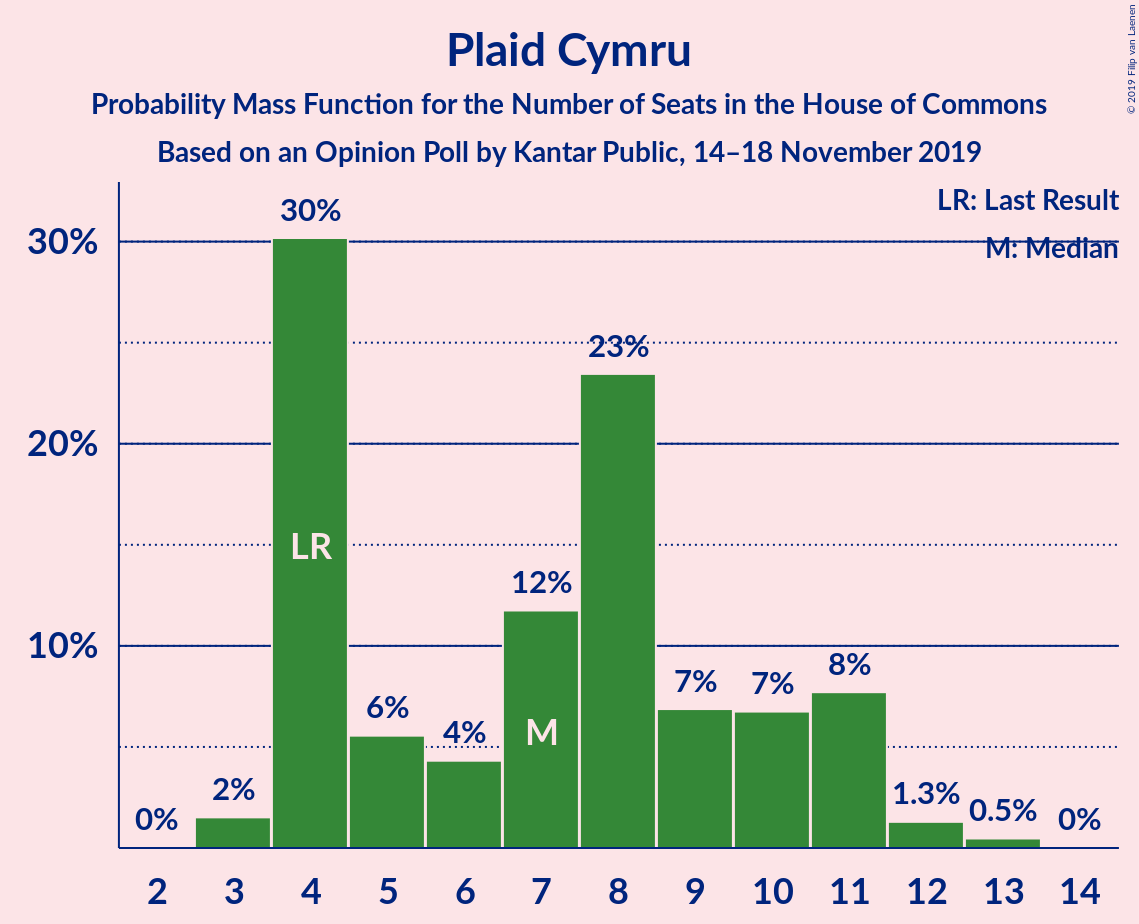 Plaid Cymru
Probability Mass Function for the Number of Seats in the House of Commons
Based on an Opinion Poll by Kantar Public, 14–18 November 2019
© 2019 Filip van Laenen
LR: Last Result
M: Median
30%
20%
10%
0%
2%
30%
6%
4%
12%
23%
7%
7%
8%
1.3%
0.5%
0%
LR
M
2 3 4 5 6 7 8 9 10 11 12 13 14